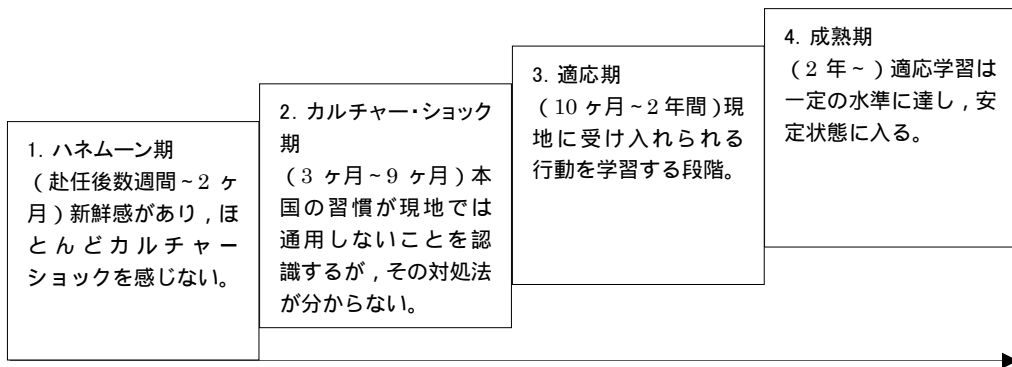 1. ハネムーン期
(赴任後数週間~2 ヶ
月)新鮮感があり,ほ
とんどカルチャー
ショックを感じない。
2. カルチャー・ショック
期
(3 ヶ月~9 ヶ月)本
国の習慣が現地では
通用しないことを認
識するが,その対処法
が分からない。
3. 適応期
(10 ヶ月~2 年間)現
地に受け入れられる
行動を学習する段階。
4. 成熟期
(2 年~)適応学習は
一定の水準に達し,安
定状態に入る。